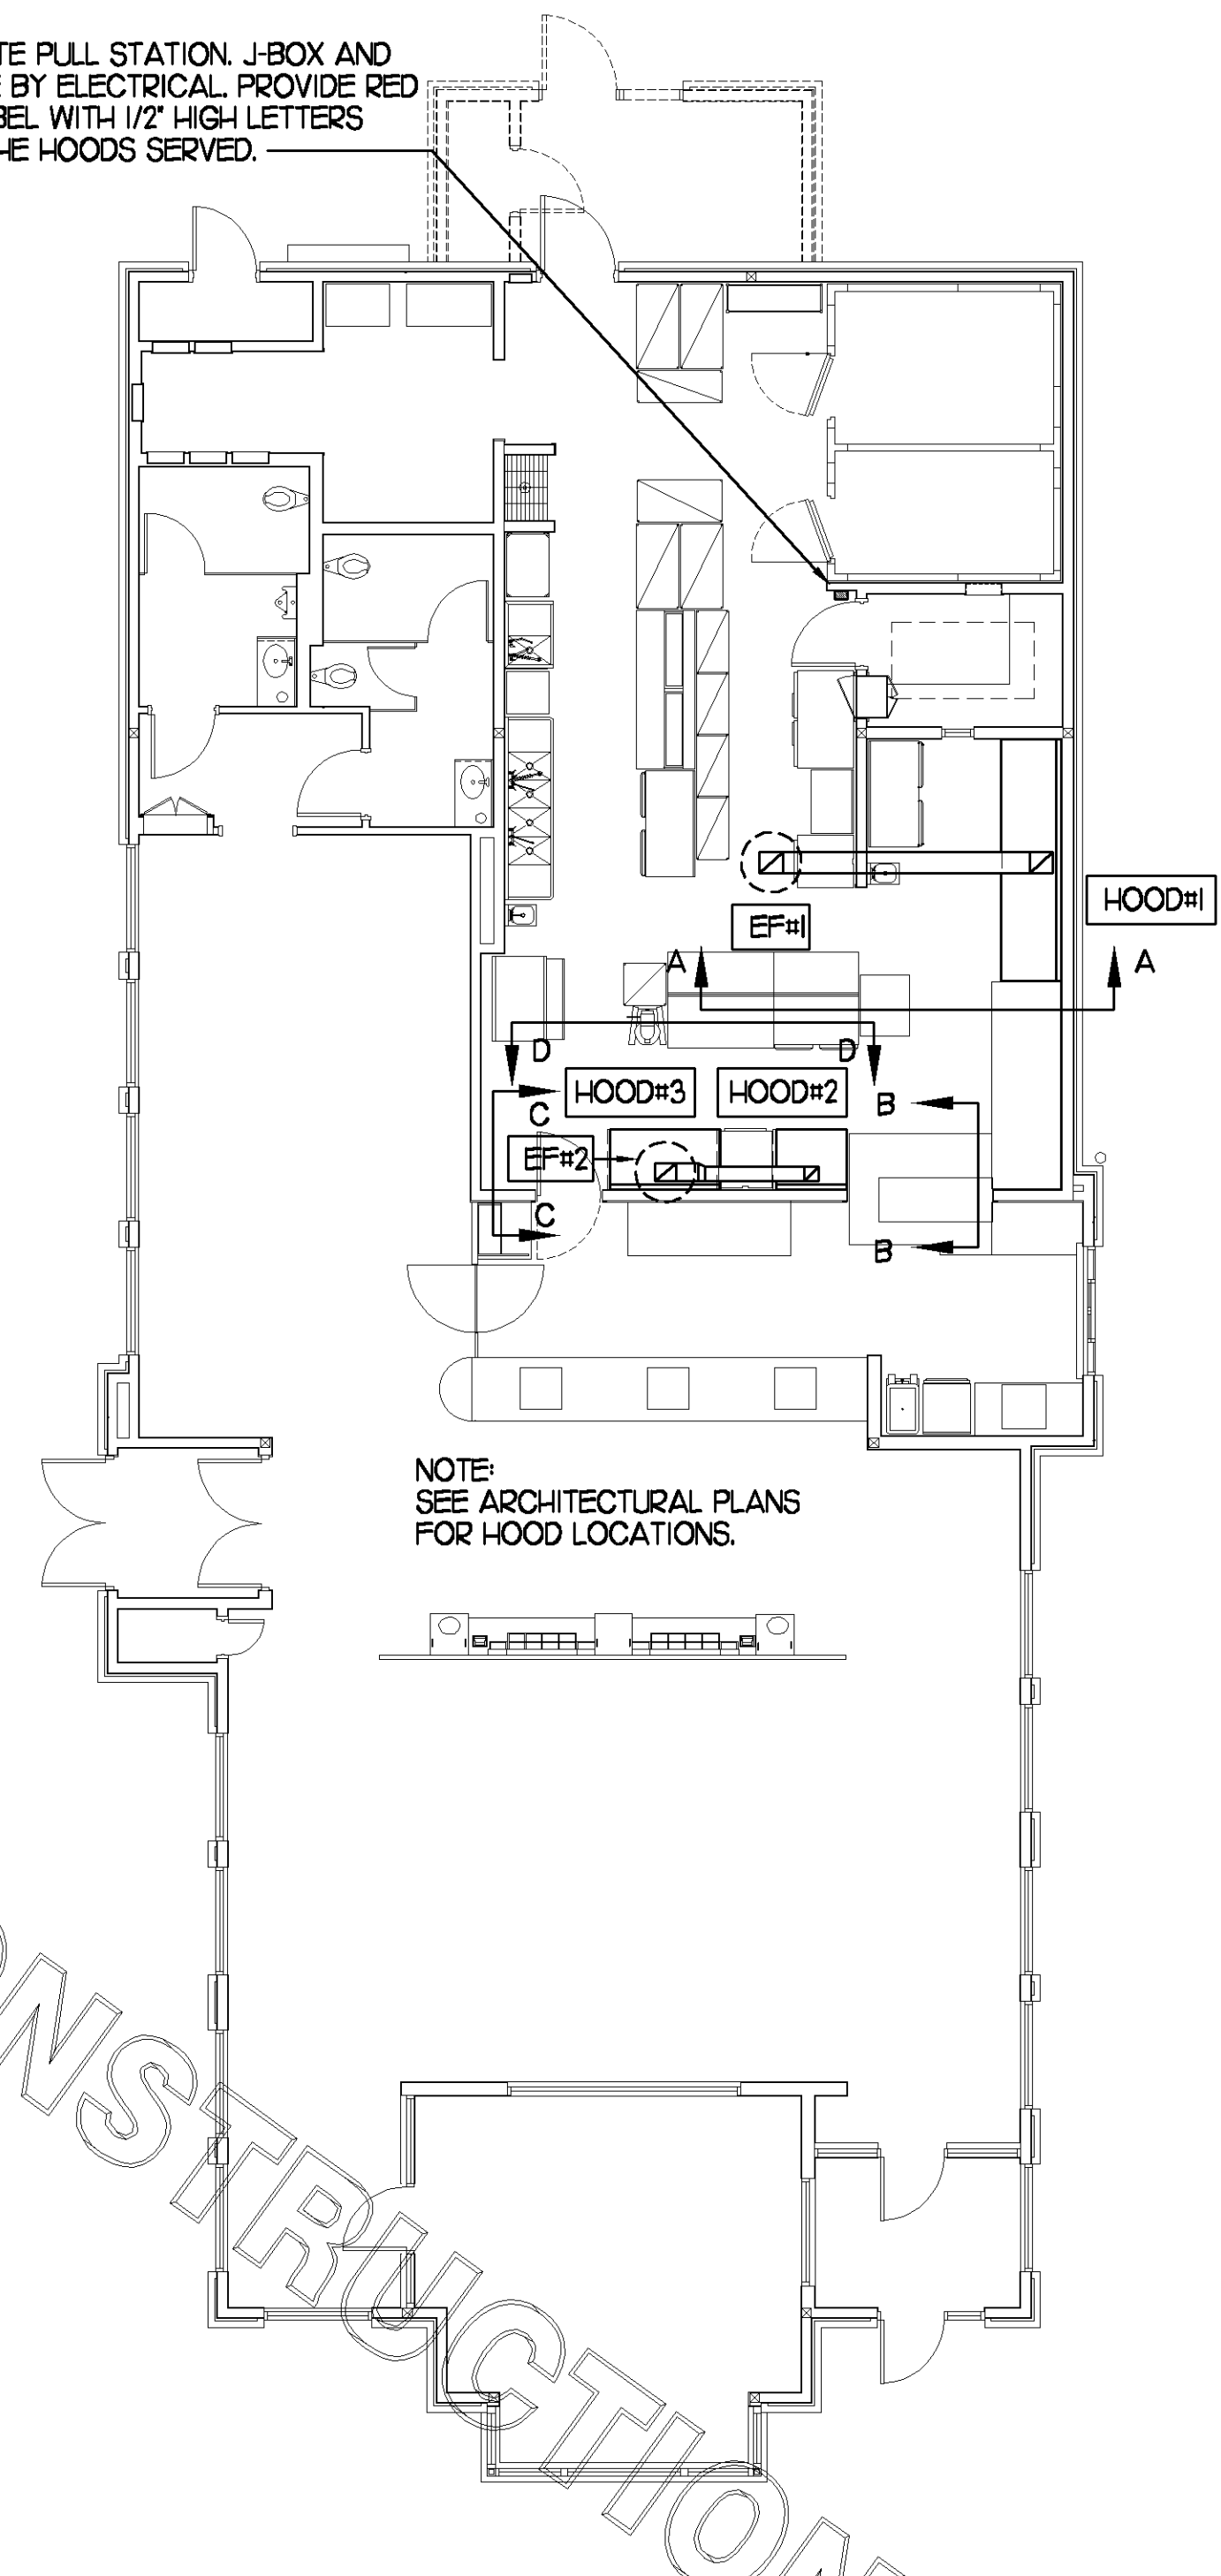 TE PULL STATION. J-BOX AND
E BY ELECTRICAL. PROVIDE RED
BEL WITH 1/2" HIGH LETTERS
HE HOODS SERVED.
HOOD#1
EF#1
A
A
D
D
HOOD#3
HOOD#2
B
C
EF#2
C
B
NOTE:
SEE ARCHITECTURAL PLANS
FOR HOOD LOCATIONS.
ONSTRUCTION